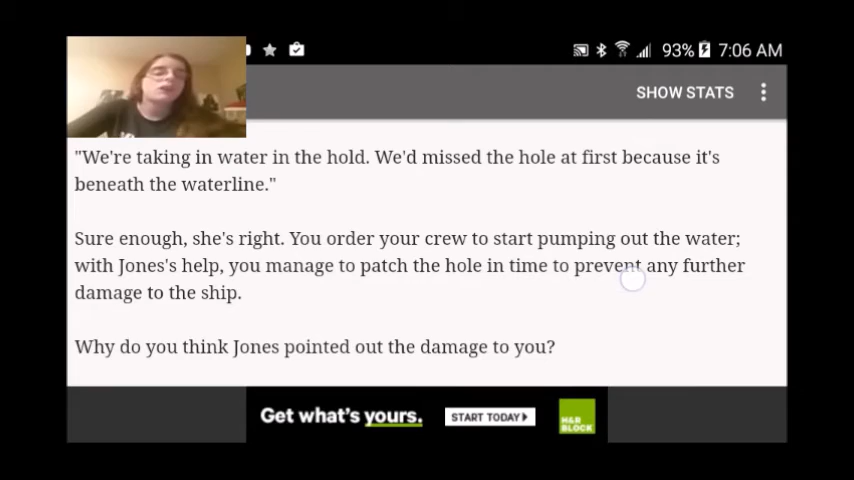 93% 7:06 AM
SHOW STATS
"We're taking in water in the hold. We'd missed the hole at first because it's
beneath the waterline."
Sure enough, she's right. You order your crew to start pumping out the water;
with Jones's help, you manage to patch the hole in time to prevent any further
damage to the ship.
Why do you think Jones pointed out the damage to you?
Get what's yours. START TODAY
H&R
BLOCK